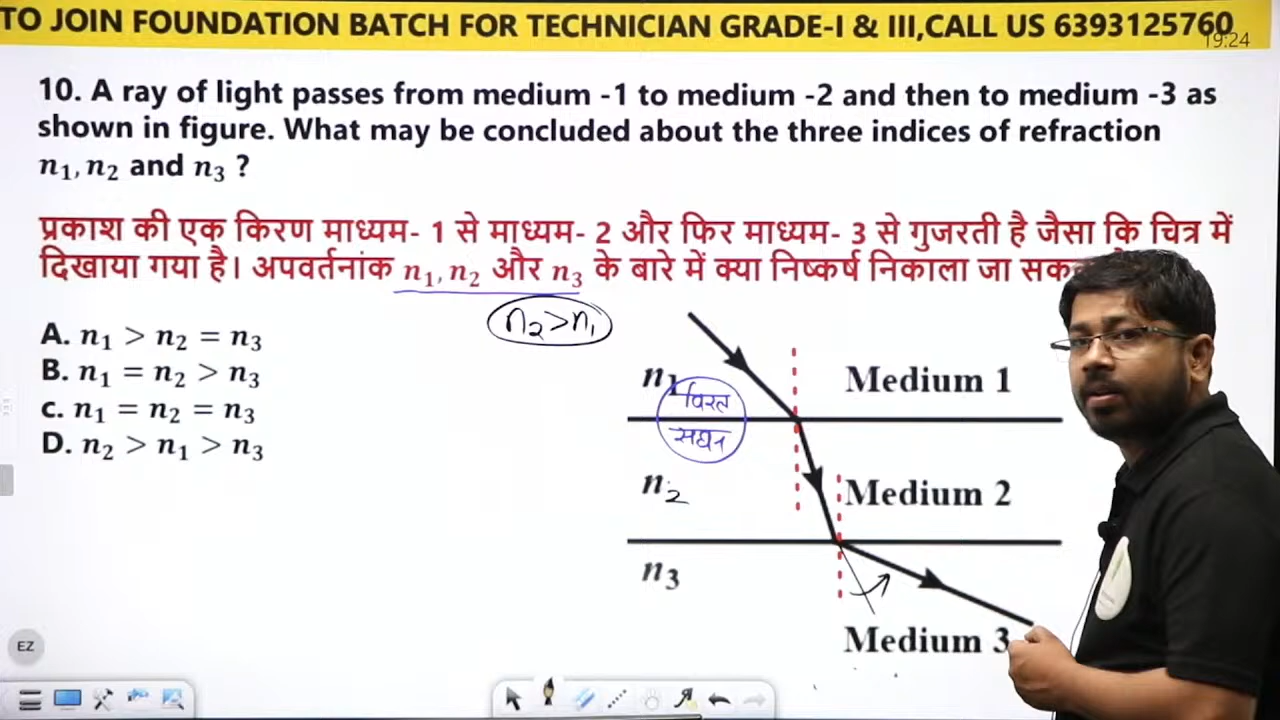 TO JOIN FOUNDATION BATCH FOR TECHNICIAN GRADE-I & III,CALL US 6393125760
19:24
10. A ray of light passes from medium -1 to medium -2 and then to medium -3 as
shown in figure. What may be concluded about the three indices of refraction
n₁, n₂ and n₃ ?
प्रकाश की एक किरण माध्यम- 1 से माध्यम- 2 और फिर माध्यम- 3 से गुजरती है जैसा कि चित्र में
दिखाया गया है। अपवर्तनांक n₁, n₂ और n₃ के बारे में क्या निष्कर्ष निकाला जा
n₂>n₁
A. n₁ > n₂ = n₃
B. n₁ = n₂ > n₃
C. n₁ = n₂ = n₃
D. n₂ > n₁ > n₃
n₁
विरल
Medium 1
सघन
n₂
Medium 2
n₃
Medium 3
EZ